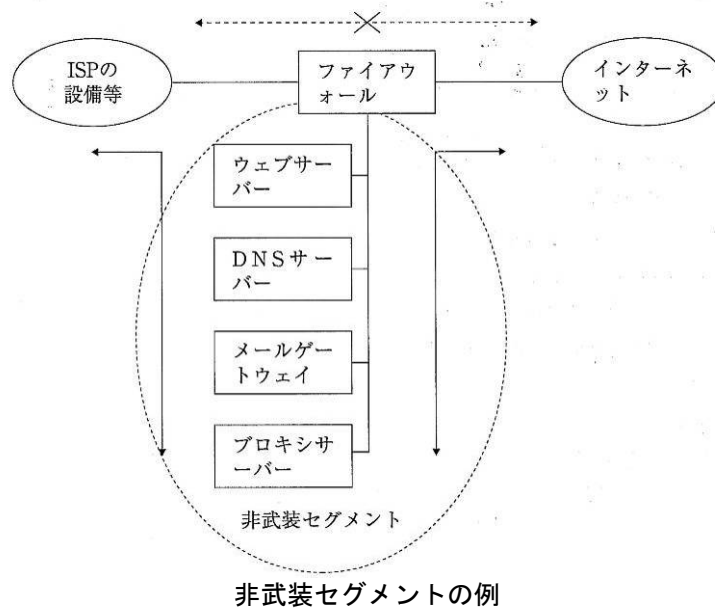 ISPの
設備等
ファイアウ
ォール
インターネ
ット
ウェブサー
バー
DNSサー
バー
メールゲー
トウェイ
プロキシサ
ーバー
非武装セグメント
非武装セグメントの例